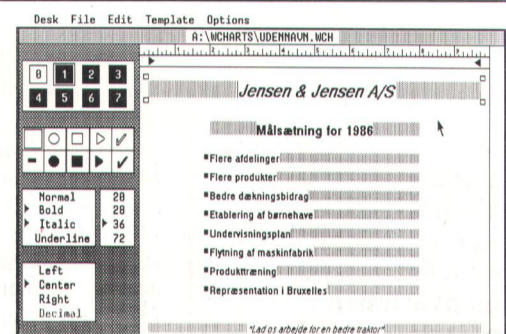 Desk File Edit Template Options
A:\WCHARTS\UDENNAVN.WCH
0 1 2 3
4 5 6 7
Normal 20
Bold 28
Italic 36
Underline 72
Left
Center
Right
Decimal
Jensen & Jensen A/S
Målsætning for 1986
Flere afdelinger
Flere produkter
Bedre dækningsbidrag
Etablering af børnehave
Undervisningsplan
Flytning af maskinfabrik
Produkttræning
Repræsentation i Bruxelles
"Lad os arbejde for en bedre traktor"